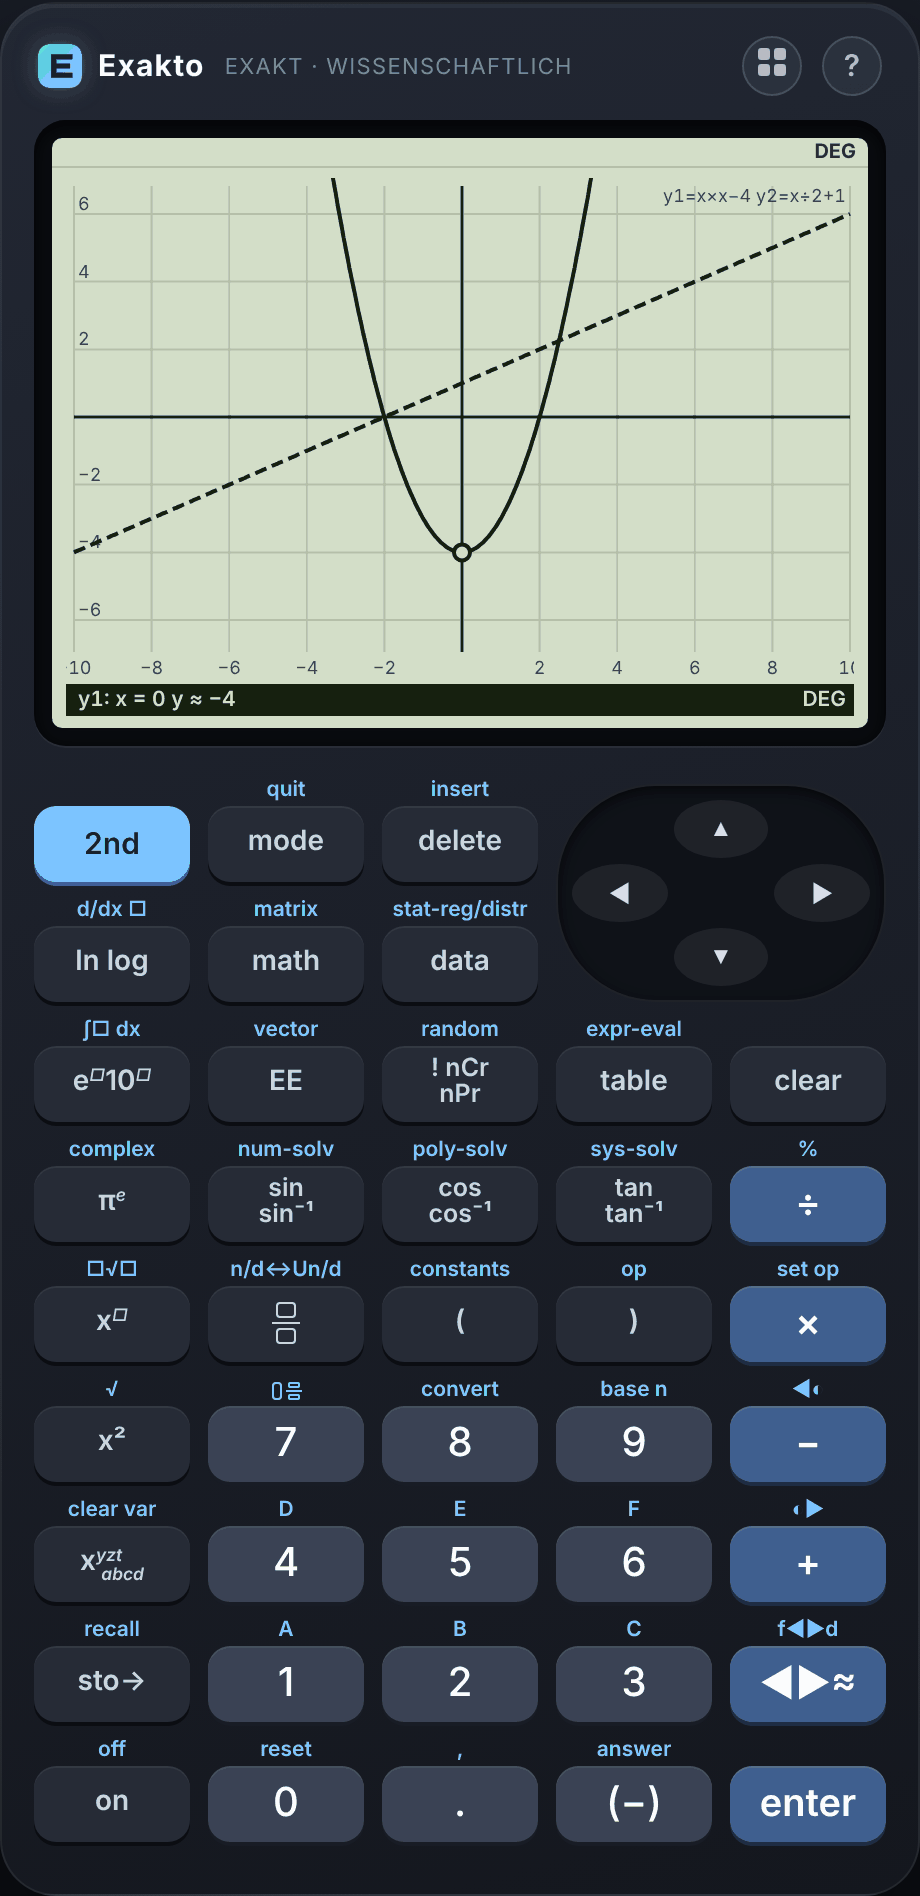 E Exakto EXAKT · WISSENSCHAFTLICH ?
DEG
y1=x×x−4 y2=x÷2+1
6
4
2
−2
−4
−6
10 −8 −6 −4 −2 2 4 6 8 10
y1: x = 0 y ≈ −4 DEG
quit insert
2nd mode delete ▲
◀ ▶
d/dx □ matrix stat-reg/distr
ln log math data ▼
∫□ dx vector random expr-eval
e□10□ EE ! nCr nPr table clear
complex num-solv poly-solv sys-solv %
πᵉ sin sin⁻¹ cos cos⁻¹ tan tan⁻¹ ÷
□√□ n/d↔Un/d constants op set op
x□ ( ) ×
√ convert base n ◀
x² 7 8 9 −
clear var D E F ▶
x yzt abcd 4 5 6 +
recall A B C f◀▶d
sto→ 1 2 3 ◀▶≈
off reset , answer
on 0 . (−) enter